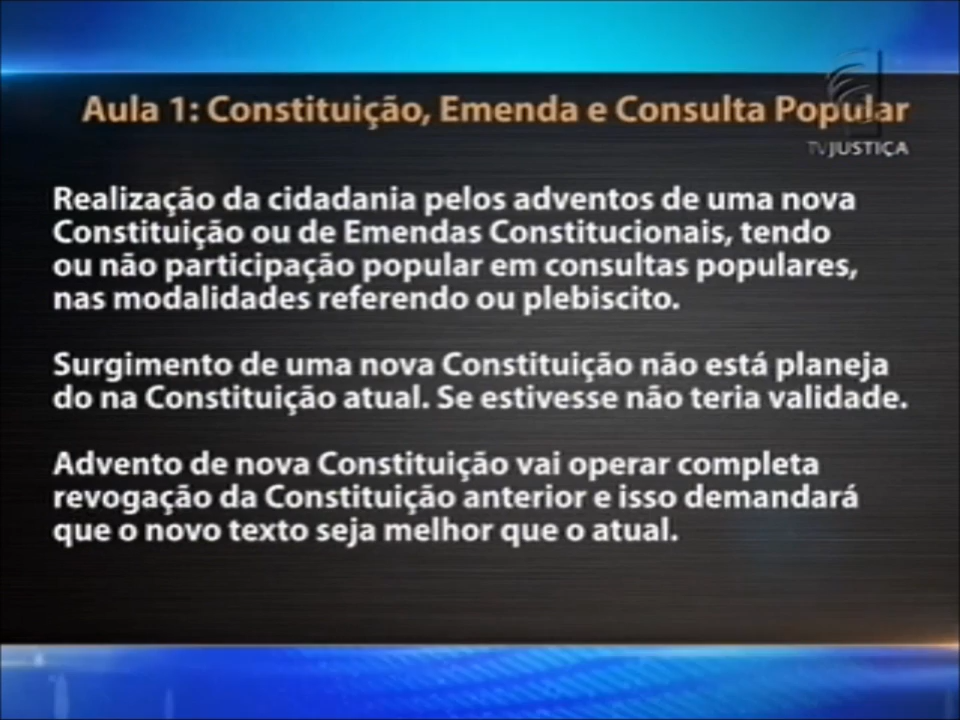 Aula 1: Constituição, Emenda e Consulta Popular
TVJUSTIÇA
Realização da cidadania pelos adventos de uma nova
Constituição ou de Emendas Constitucionais, tendo
ou não participação popular em consultas populares,
nas modalidades referendo ou plebiscito.
Surgimento de uma nova Constituição não está planeja
do na Constituição atual. Se estivesse não teria validade.
Advento de nova Constituição vai operar completa
revogação da Constituição anterior e isso demandará
que o novo texto seja melhor que o atual.